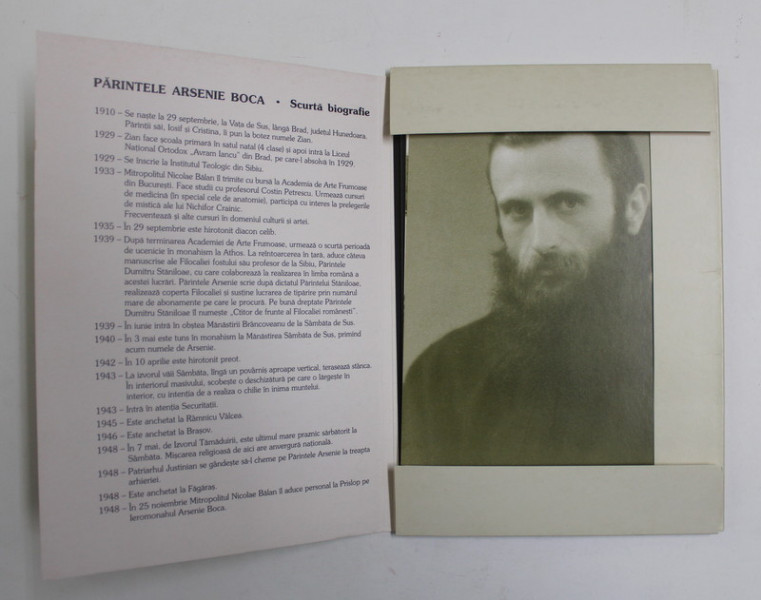 PĂRINTELE ARSENIE BOCA • Scurtă biografie
1910 – Se naște la 29 septembrie, la Vața de Sus, lângă Brad, județul Hunedoara.
Părinții săi, Iosif și Cristina, îi pun la botez numele Zian.
1929 – Zian face școala primară în satul natal (4 clase) și apoi intră la Liceul
Național Ortodox „Avram Iancu” din Brad, pe care-l absolvă în 1929.
1929 – Se înscrie la Institutul Teologic din Sibiu.
1933 – Mitropolitul Nicolae Bălan îl trimite cu bursă la Academia de Arte Frumoase
din București. Face studii cu profesorul Costin Petrescu. Urmează cursuri
de medicină (în special cele de anatomie), participă cu interes la prelegerile
de mistică ale lui Nichifor Crainic.
Frecventează și alte cursuri în domeniul culturii și artei.
1935 – În 29 septembrie este hirotonit diacon celib.
1939 – După terminarea Academiei de Arte Frumoase, urmează o scurtă perioadă
de ucenicie în monahism la Athos. La reîntoarcerea în țară, aduce câteva
manuscrise ale Filocaliei fostului său profesor de la Sibiu, Părintele
Dumitru Stăniloae, cu care colaborează la realizarea în limba română a
acestei lucrări. Părintele Arsenie scrie după dictatul Părintelui Stăniloae,
realizează coperta Filocaliei și susține lucrarea de tipărire prin numărul
mare de abonamente pe care le procură. Pe bună dreptate Părintele
Dumitru Stăniloae îl numește „Ctitor de frunte al Filocaliei românești”.
1939 – În iunie intră în obștea Mănăstirii Brâncoveanu de la Sâmbăta de Sus.
1940 – În 3 mai este tuns în monahism la Mănăstirea Sâmbăta de Sus, primind
acum numele de Arsenie.
1942 – În 10 aprilie este hirotonit preot.
1943 – La izvorul văii Sâmbăta, lîngă un povârniș aproape vertical, terasează stânca.
În interiorul masivului, scobește o deschizătură pe care o lărgește în
interior, cu intenția de a realiza o chilie în inima muntelui.
1943 – Intră în atenția Securității.
1945 – Este anchetat la Râmnicu Vâlcea.
1946 – Este anchetat la Brașov.
1948 – În 7 mai, de Izvorul Tămăduirii, este ultimul mare praznic sărbătorit la
Sâmbăta. Mișcarea religioasă de aici are anvergură națională.
1948 – Patriarhul Justinian se gândește să-l cheme pe Părintele Arsenie la treapta
arhieriei.
1948 – Este anchetat la Făgăraș.
1948 – În 25 noiembrie Mitropolitul Nicolae Bălan îl aduce personal la Prislop pe
Ieromonahul Arsenie Boca.